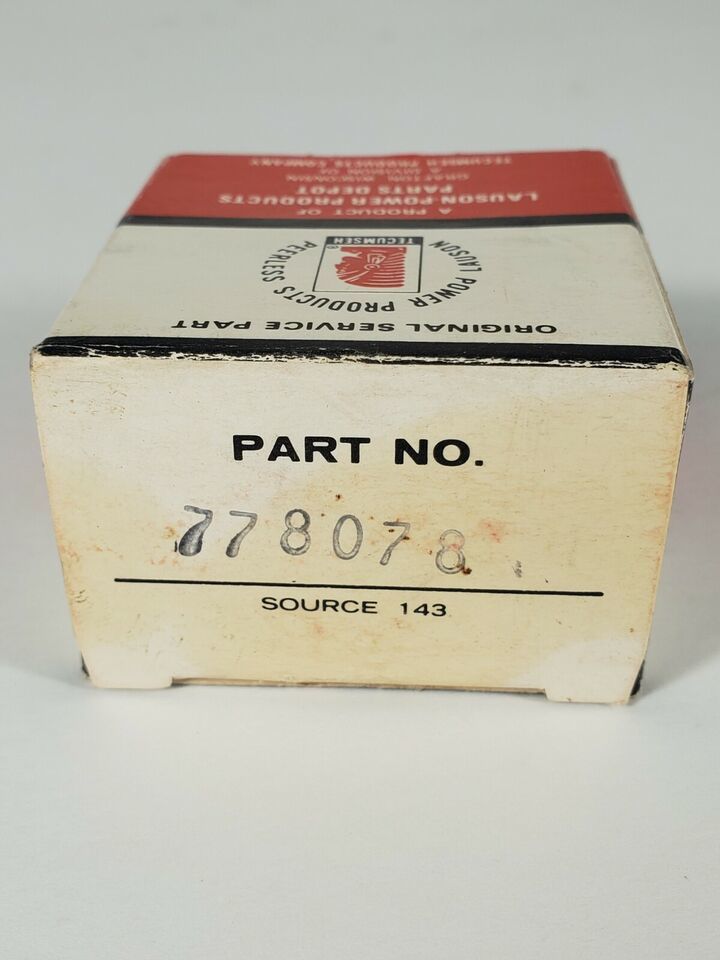 PART NO.
778078
SOURCE 143
ORIGINAL SERVICE PART
LAUSON POWER PRODUCTS PEERLESS
TECUMSEH
®
A PRODUCT OF
LAUSON POWER PRODUCTS
PARTS DEPOT
GRAFTON WISCONSIN
A DIVISION OF
TECUMSEH PRODUCTS COMPANY